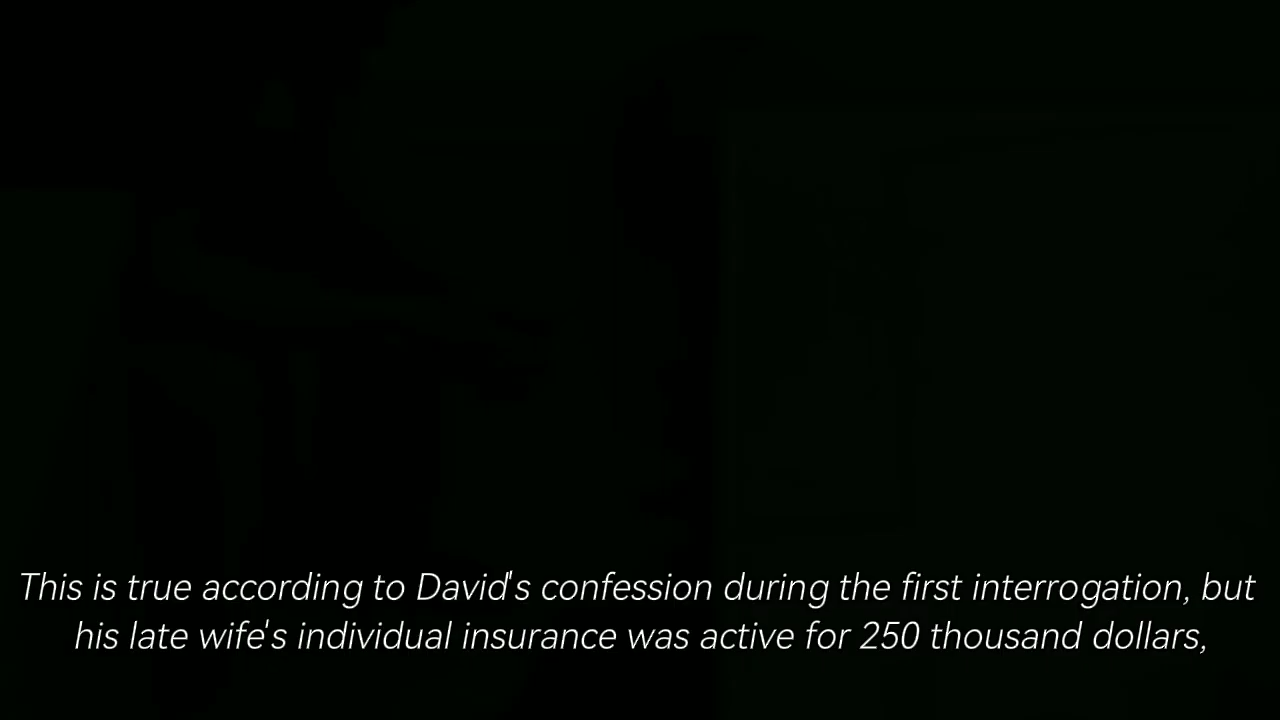 This is true according to David's confession during the first interrogation, but
his late wife's individual insurance was active for 250 thousand dollars,